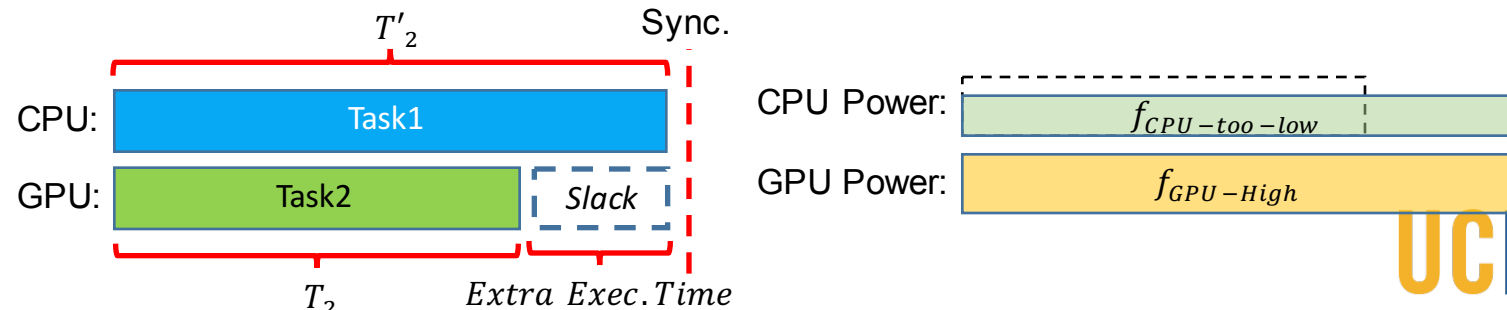 T′₂
Sync.
CPU:
Task1
GPU:
Task2
Slack
T₂
Extra Exec.Time
CPU Power:
f_{CPU-too-low}
GPU Power:
f_{GPU-High}
UC